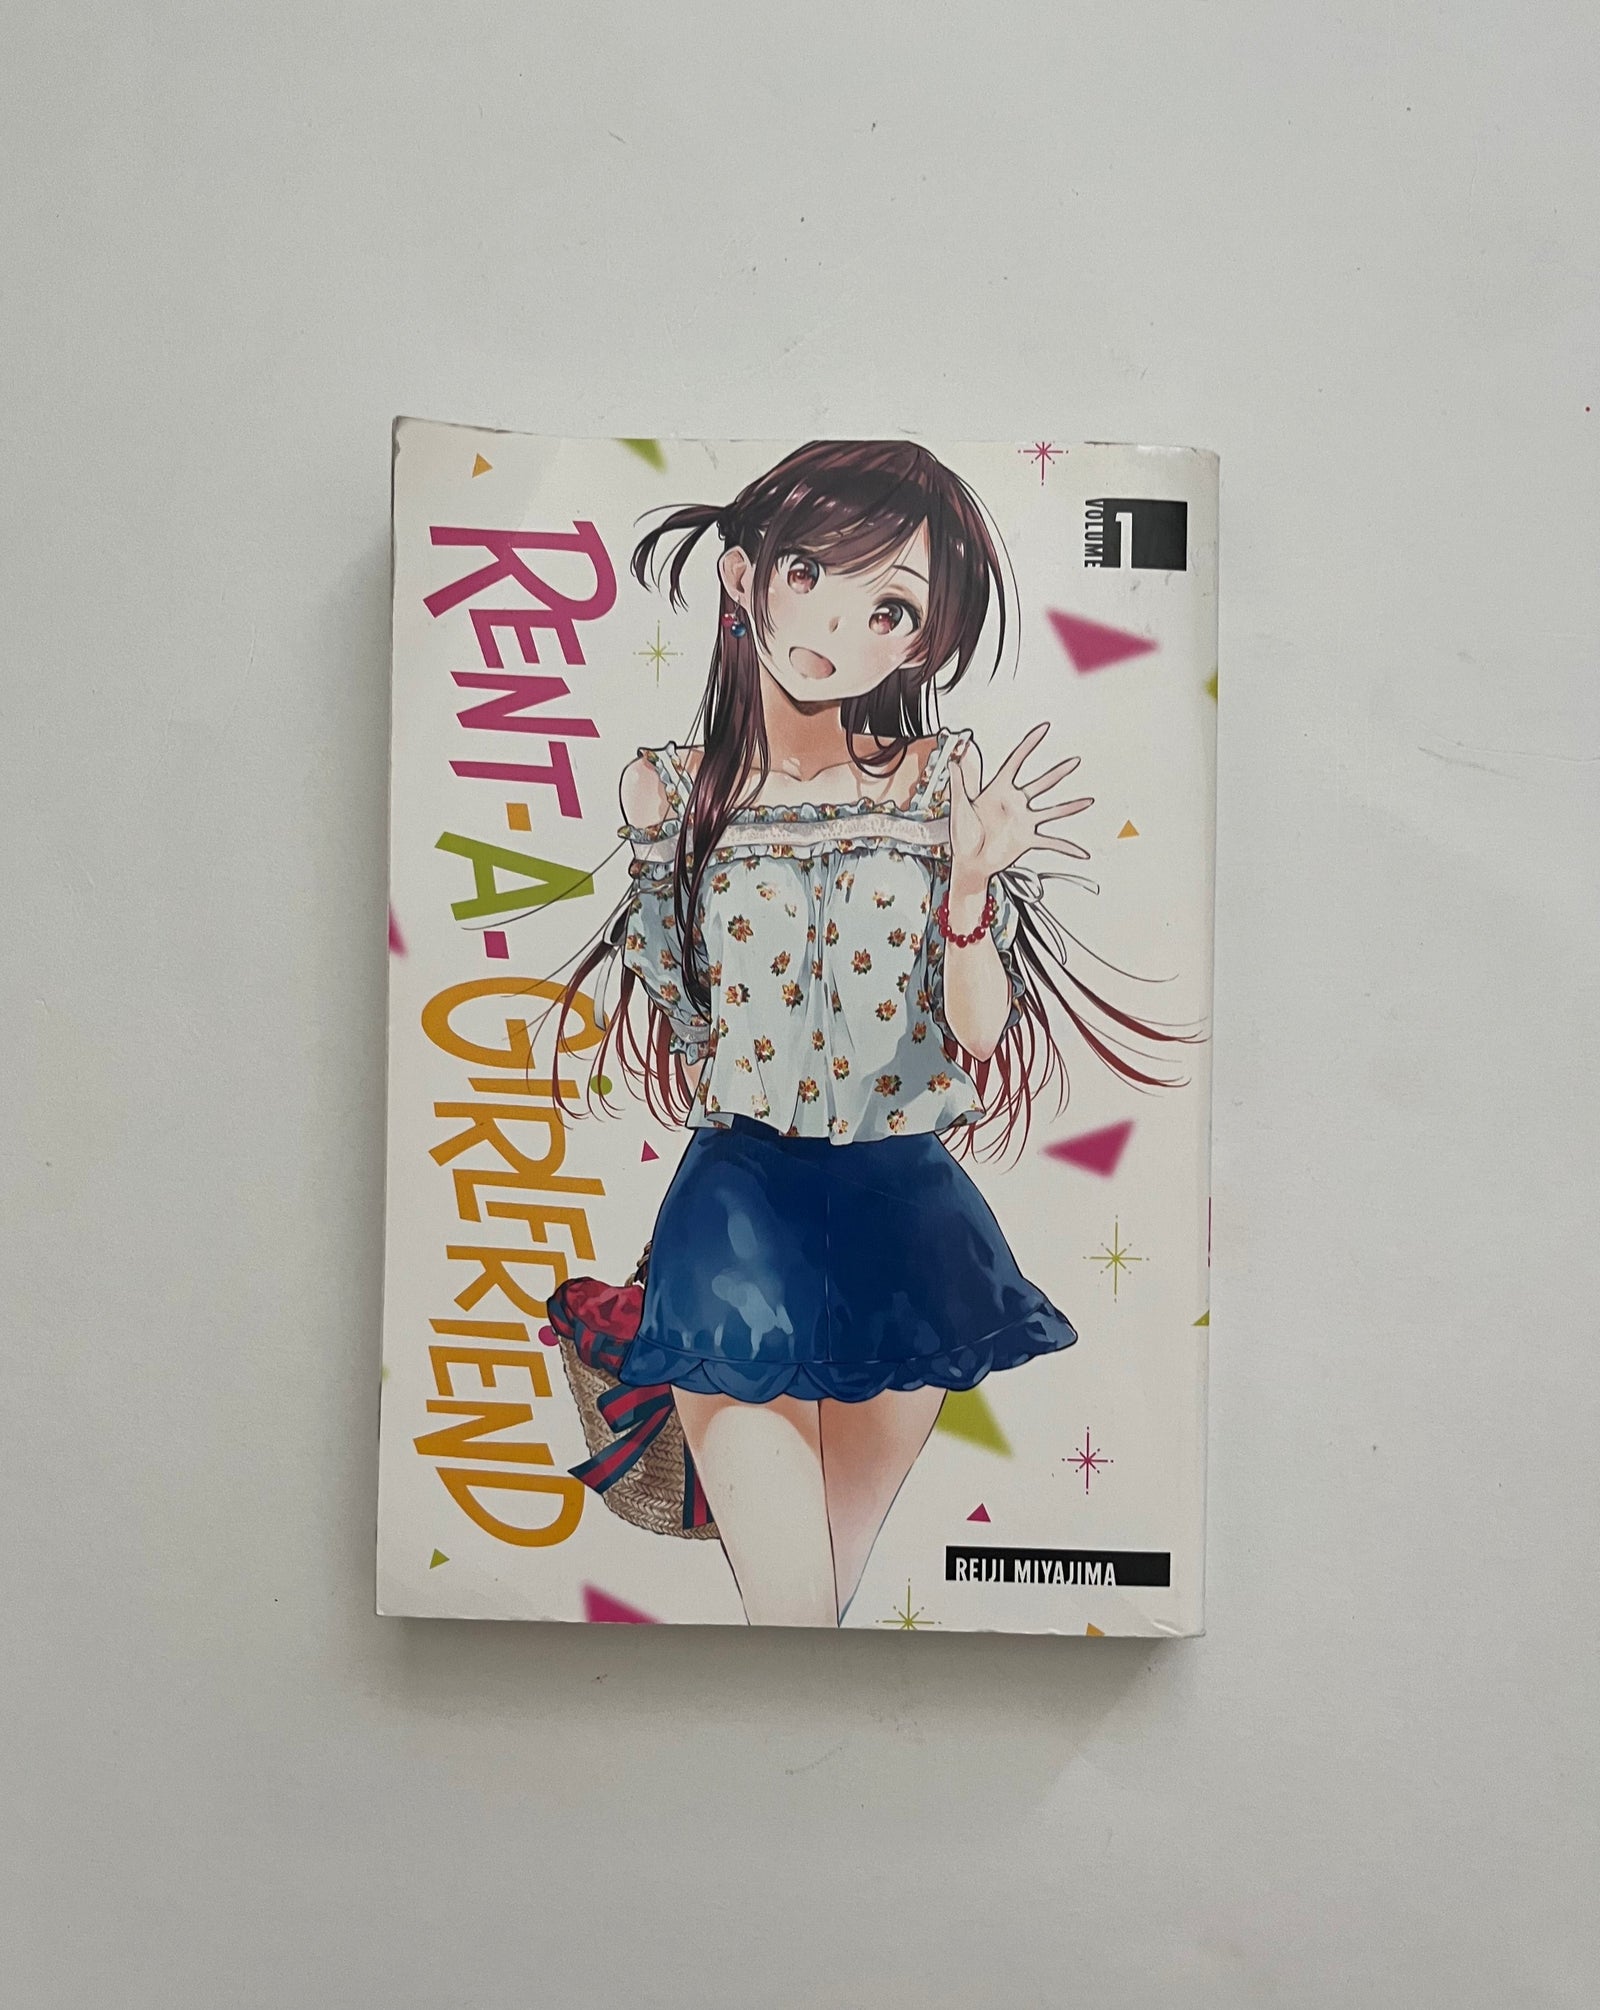 RENT-A-GIRLFRIEND
VOLUME
1
REIJI MIYAJIMA